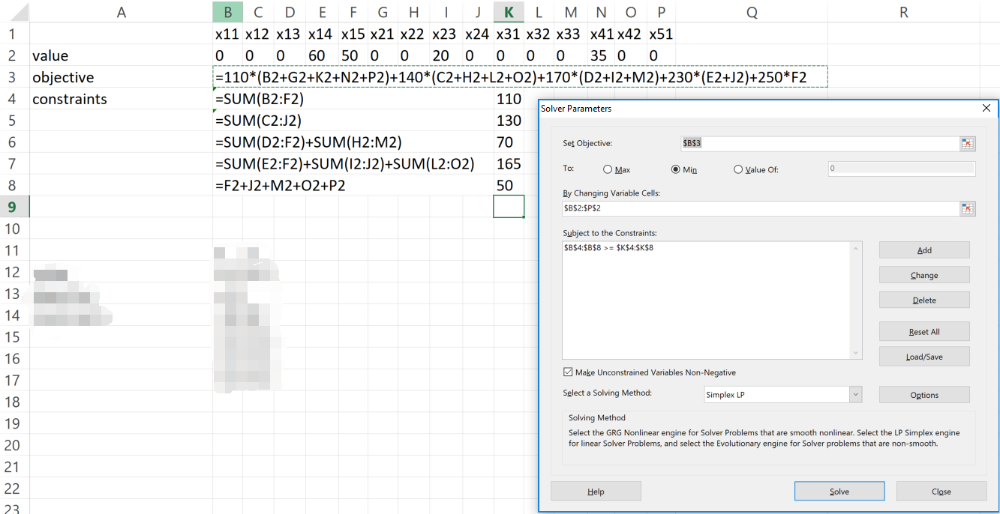 A B C D E F G H I J K L M N O P Q R
1 x11 x12 x13 x14 x15 x21 x22 x23 x24 x31 x32 x33 x41 x42 x51
2 value 0 0 0 60 50 0 0 20 0 0 0 0 35 0 0
3 objective =110*(B2+G2+K2+N2+P2)+140*(C2+H2+L2+O2)+170*(D2+I2+M2)+230*(E2+J2)+250*F2
4 constraints =SUM(B2:F2) 110
5 =SUM(C2:J2) 130
6 =SUM(D2:F2)+SUM(H2:M2) 70
7 =SUM(E2:F2)+SUM(I2:J2)+SUM(L2:O2) 165
8 =F2+J2+M2+O2+P2 50
9
10
11
12
13
14
15
16
17
18
19
20
21
22
23
Solver Parameters
Set Objective: $B$3
To: Max Min Value Of: 0
By Changing Variable Cells:
$B$2:$P$2
Subject to the Constraints:
$B$4:$B$8 >= $K$4:$K$8
Add
Change
Delete
Reset All
Load/Save
Make Unconstrained Variables Non-Negative
Select a Solving Method: Simplex LP Options
Solving Method
Select the GRG Nonlinear engine for Solver Problems that are smooth nonlinear. Select the LP Simplex engine
for linear Solver Problems, and select the Evolutionary engine for Solver problems that are non-smooth.
Help Solve Close